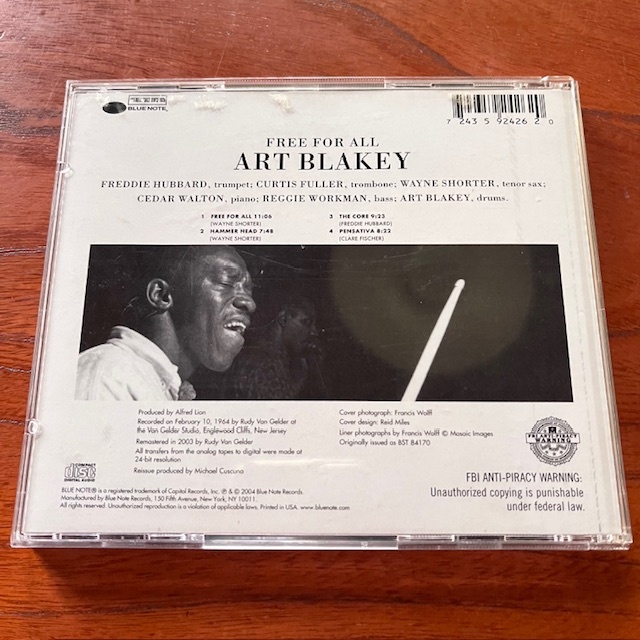 BLUE NOTE
7 243 5 92426 2 0
FREE FOR ALL
ART BLAKEY
FREDDIE HUBBARD, trumpet; CURTIS FULLER, trombone; WAYNE SHORTER, tenor sax;
CEDAR WALTON, piano; REGGIE WORKMAN, bass; ART BLAKEY, drums.
1 FREE FOR ALL 11:06
(WAYNE SHORTER)
2 HAMMER HEAD 7:48
(WAYNE SHORTER)
3 THE CORE 9:23
(FREDDIE HUBBARD)
4 PENSATIVA 8:22
(CLARE FISCHER)
Produced by Alfred Lion
Recorded on February 10, 1964 by Rudy Van Gelder at
the Van Gelder Studio, Englewood Cliffs, New Jersey
Remastered in 2003 by Rudy Van Gelder
All transfers from the analog tapes to digital were made at
24-bit resolution
Reissue produced by Michael Cuscuna
Cover photograph: Francis Wolff
Cover design: Reid Miles
Liner photographs by Francis Wolff © Mosaic Images
Originally issued as BST 84170
FBI ANTI-PIRACY
WARNING
COMPACT
disc
DIGITAL AUDIO
FBI ANTI-PIRACY WARNING:
Unauthorized copying is punishable
under federal law.
BLUE NOTE® is a registered trademark of Capitol Records, Inc. ℗ & © 2004 Blue Note Records.
Manufactured by Blue Note Records, 150 Fifth Avenue, New York, NY 10011.
All rights reserved. Unauthorized reproduction is a violation of applicable laws. Printed in USA. www.bluenote.com